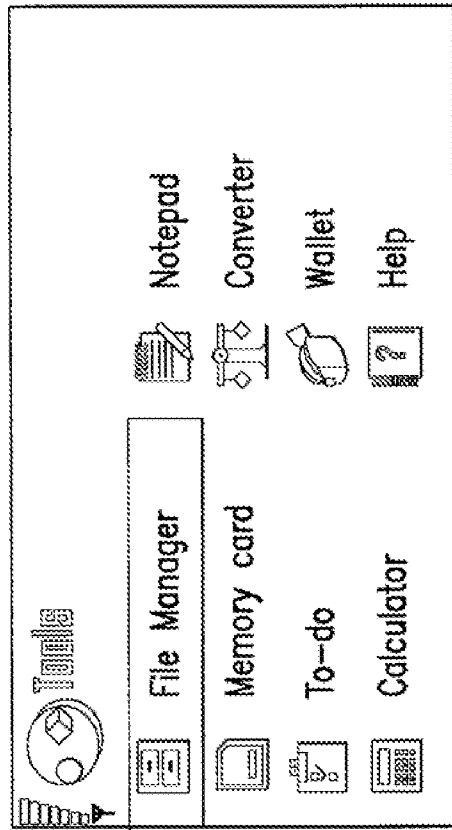 Tools
File Manager
Notepad
Memory card
Converter
To-do
Wallet
Calculator
Help
?